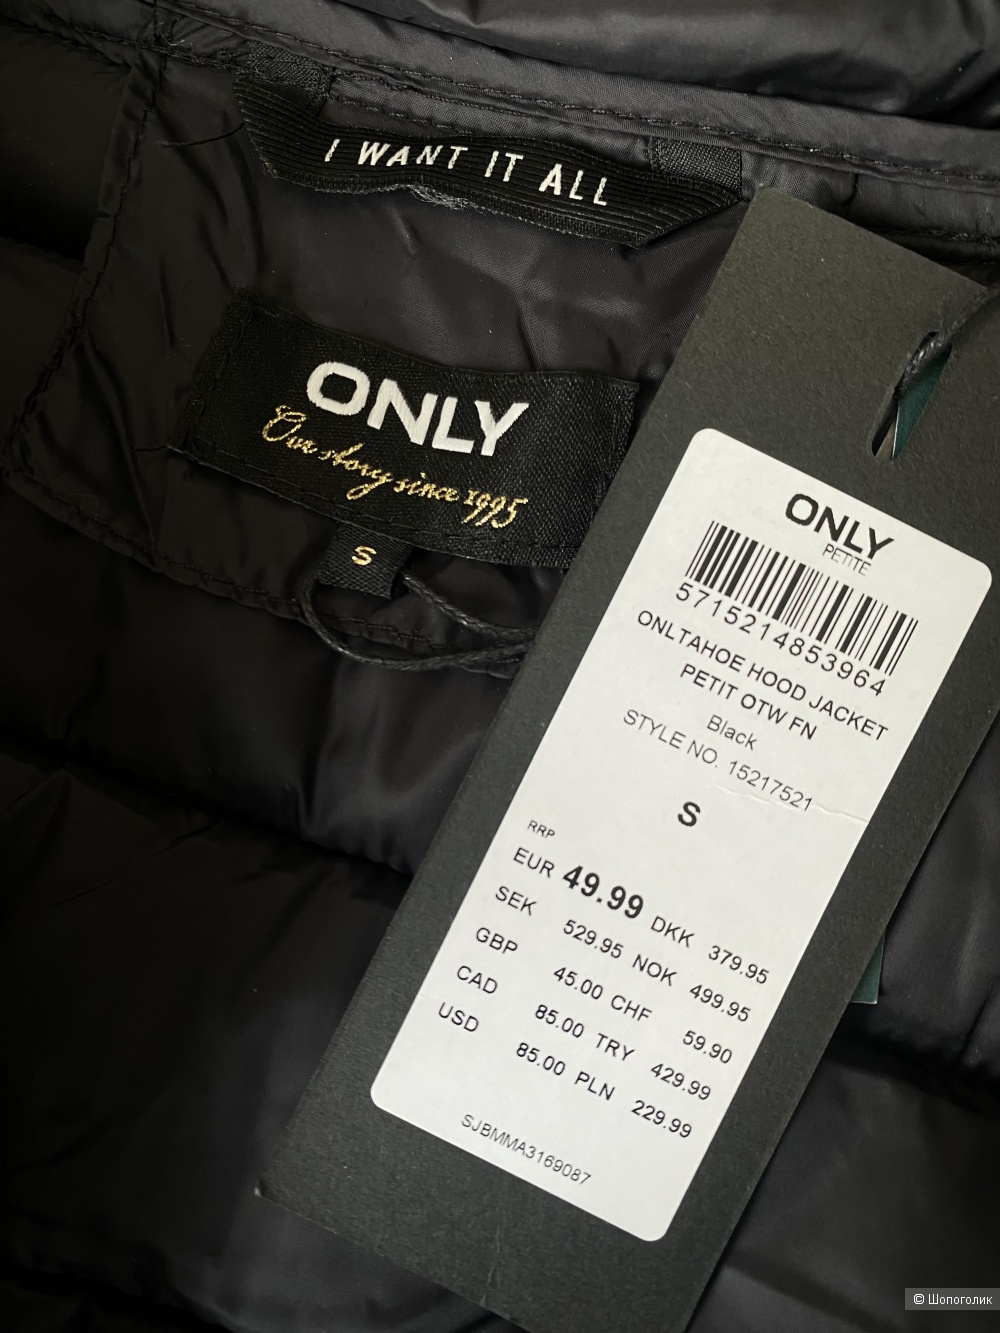 I WANT IT ALL
ONLY
Our story since 1995
S
ONLY
PETITE
5715214853964
ONLTAHOE HOOD JACKET
PETIT OTW FN
Black
STYLE NO. 15217521
S
RRP
EUR 49.99 DKK 379.95
SEK 529.95 NOK 499.95
GBP 45.00 CHF 59.90
CAD 85.00 TRY 429.99
USD 85.00 PLN 229.99
SJBMMA3169087
© Шопоголик